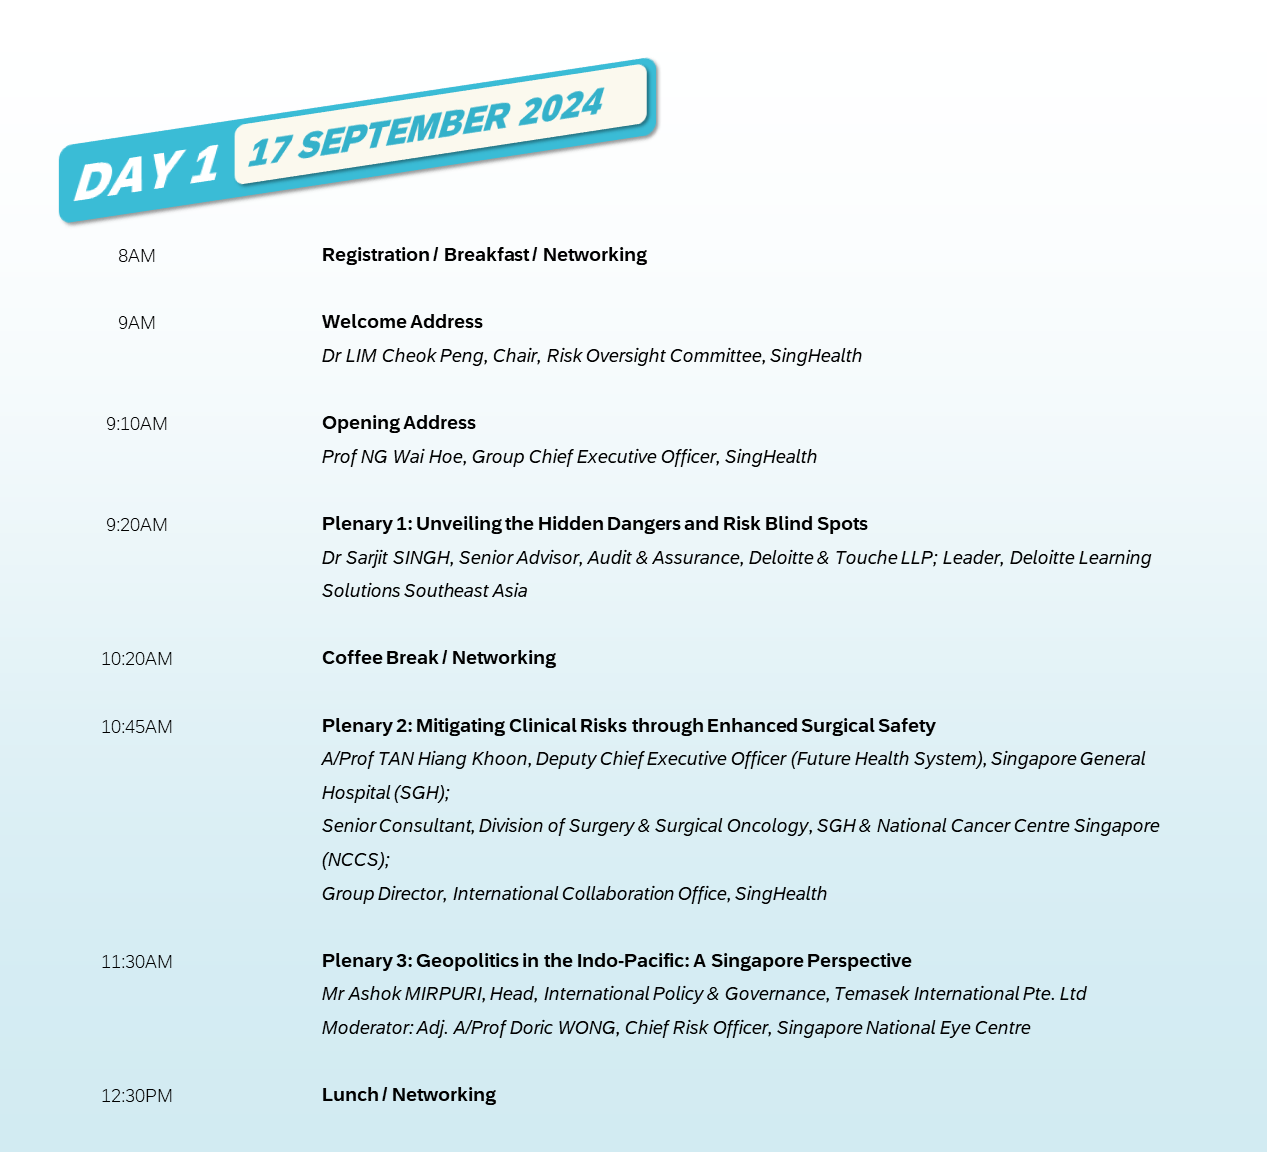 DAY 1 17 SEPTEMBER 2024
8AM Registration / Breakfast / Networking
9AM Welcome Address
Dr LIM Cheok Peng, Chair, Risk Oversight Committee, SingHealth
9:10AM Opening Address
Prof NG Wai Hoe, Group Chief Executive Officer, SingHealth
9:20AM Plenary 1: Unveiling the Hidden Dangers and Risk Blind Spots
Dr Sarjit SINGH, Senior Advisor, Audit & Assurance, Deloitte & Touche LLP; Leader, Deloitte Learning
Solutions Southeast Asia
10:20AM Coffee Break / Networking
10:45AM Plenary 2: Mitigating Clinical Risks through Enhanced Surgical Safety
A/Prof TAN Hiang Khoon, Deputy Chief Executive Officer (Future Health System), Singapore General
Hospital (SGH);
Senior Consultant, Division of Surgery & Surgical Oncology, SGH & National Cancer Centre Singapore
(NCCS);
Group Director, International Collaboration Office, SingHealth
11:30AM Plenary 3: Geopolitics in the Indo-Pacific: A Singapore Perspective
Mr Ashok MIRPURI, Head, International Policy & Governance, Temasek International Pte. Ltd
Moderator: Adj. A/Prof Doric WONG, Chief Risk Officer, Singapore National Eye Centre
12:30PM Lunch / Networking